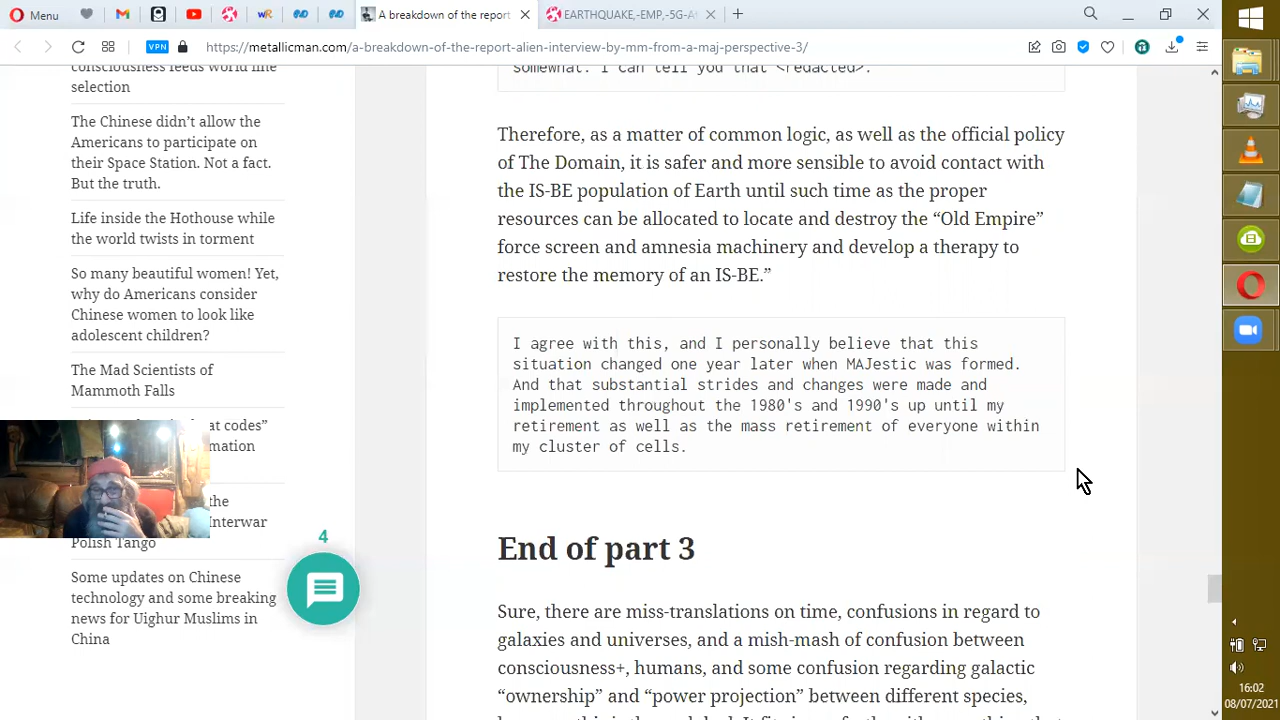 Menu
A breakdown of the report
EARTHQUAKE,-EMP,-5G-A
VPN
https://metallicman.com/a-breakdown-of-the-report-alien-interview-by-mm-from-a-maj-perspective-3/
consciousness feeds world line
selection
The Chinese didn’t allow the
Americans to participate on
their Space Station. Not a fact.
But the truth.
Life inside the Hothouse while
the world twists in torment
So many beautiful women! Yet,
why do Americans consider
Chinese women to look like
adolescent children?
The Mad Scientists of
Mammoth Falls
at codes”
mation
the
Interwar
Polish Tango
Some updates on Chinese
technology and some breaking
news for Uighur Muslims in
China
4
somewhat. I can tell you that <redacted>.
Therefore, as a matter of common logic, as well as the official policy
of The Domain, it is safer and more sensible to avoid contact with
the IS-BE population of Earth until such time as the proper
resources can be allocated to locate and destroy the “Old Empire”
force screen and amnesia machinery and develop a therapy to
restore the memory of an IS-BE.”
I agree with this, and I personally believe that this
situation changed one year later when MAJestic was formed.
And that substantial strides and changes were made and
implemented throughout the 1980's and 1990's up until my
retirement as well as the mass retirement of everyone within
my cluster of cells.
End of part 3
Sure, there are miss-translations on time, confusions in regard to
galaxies and universes, and a mish-mash of confusion between
consciousness+, humans, and some confusion regarding galactic
“ownership” and “power projection” between different species,
16:02
08/07/2021